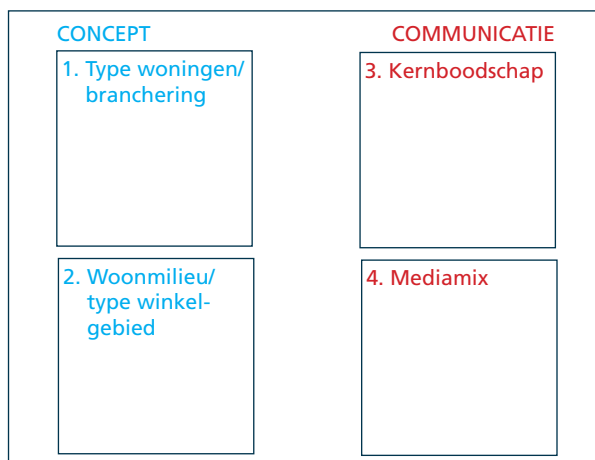 CONCEPT
1. Type woningen/
branchering
2. Woonmilieu/
type winkel-
gebied
COMMUNICATIE
3. Kernboodschap
4. Mediamix